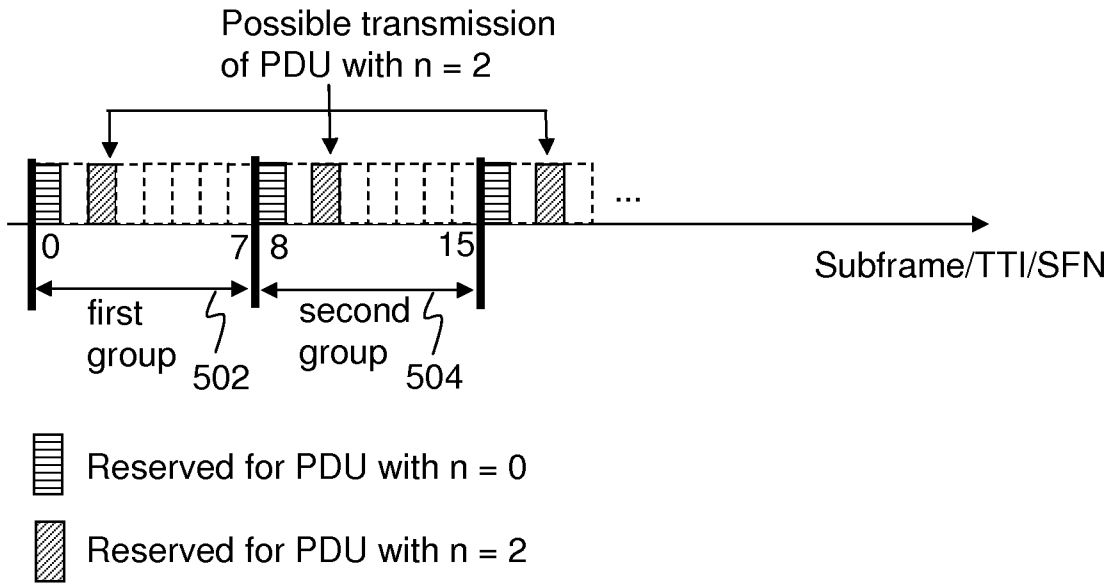 Possible transmission
of PDU with n = 2
...
0 7 8 15
Subframe/TTI/SFN
first
group 502
second
group 504
Reserved for PDU with n = 0
Reserved for PDU with n = 2